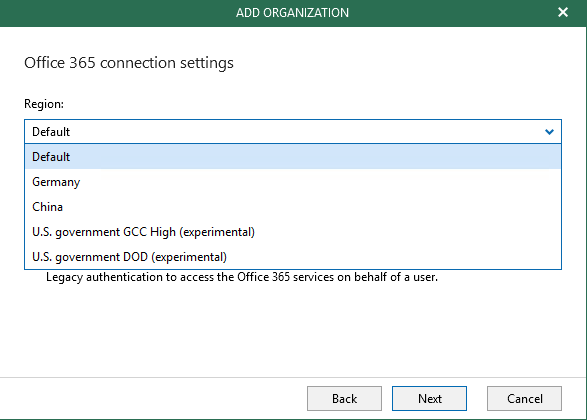 ADD ORGANIZATION
Office 365 connection settings
Region:
Default
Default
Germany
China
U.S. government GCC High (experimental)
U.S. government DOD (experimental)
Legacy authentication to access the Office 365 services on behalf of a user.
Back
Next
Cancel